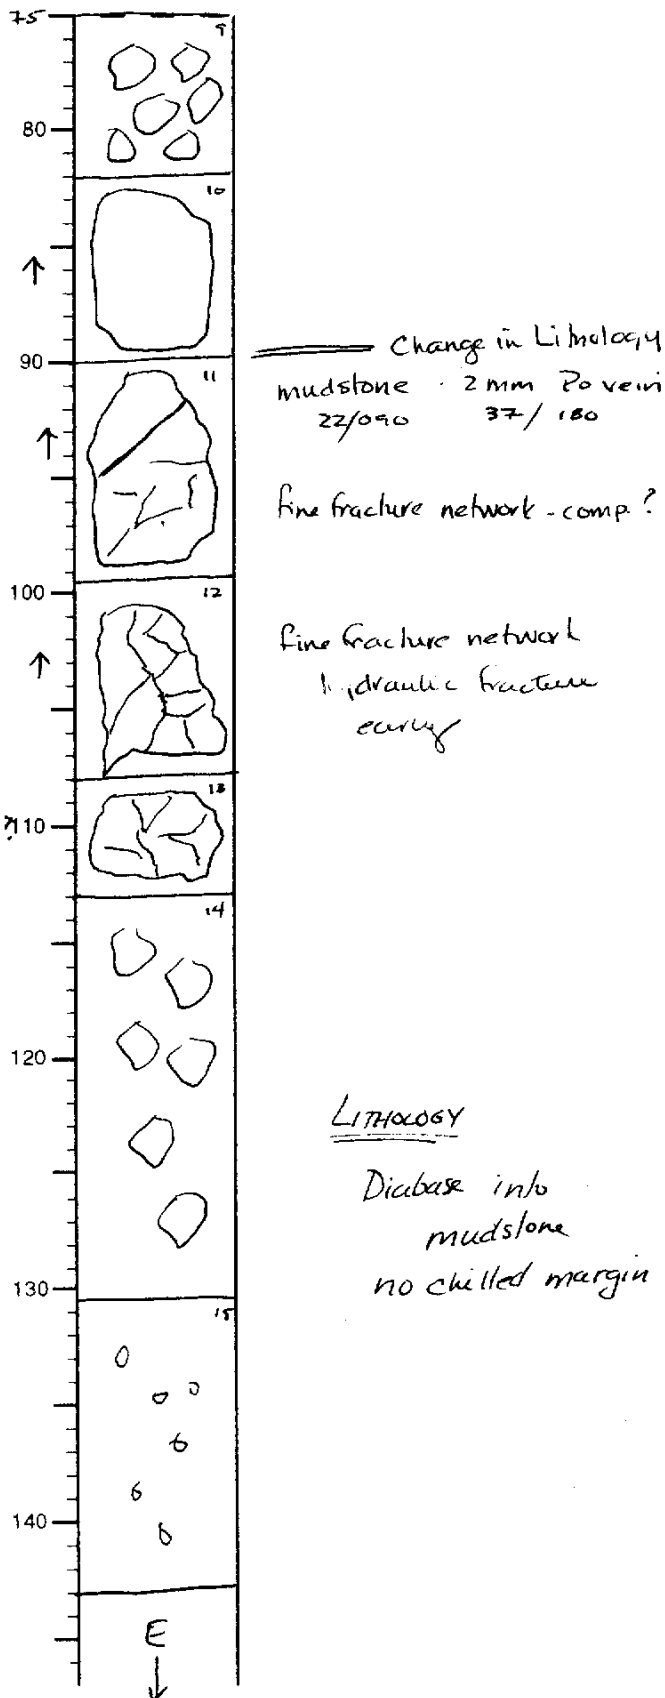 75
9
80
10
Change in Lithology
90
11
mudstone · 2 mm Po vein
22/090 37/180
fine fracture network - comp. ?
100
12
fine fracture network
hydraulic fracture
early
13
110
14
120
LITHOLOGY
Diabase into
mudstone
no chilled margin
130
15
140
E